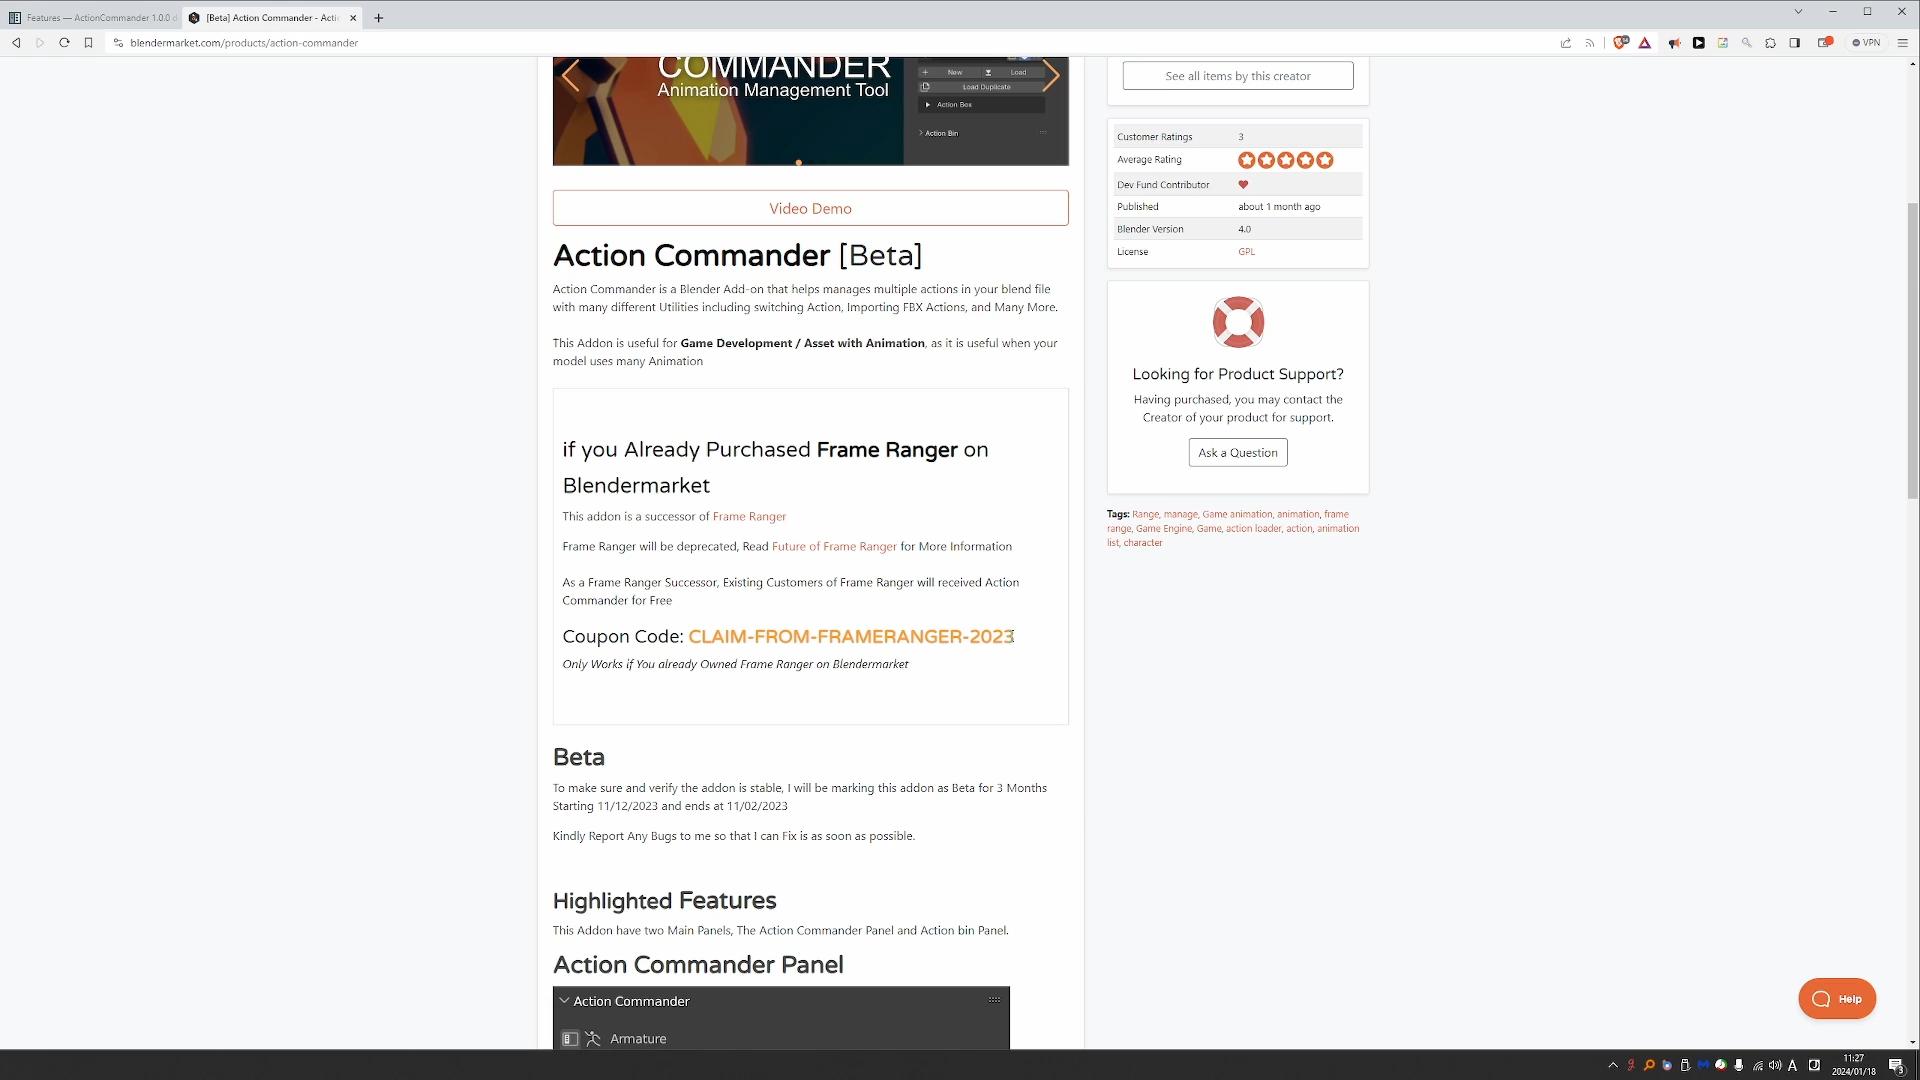 Features — ActionCommander 1.0.0 d
[Beta] Action Commander - Acti
blendermarket.com/products/action-commander
VPN
COMMANDER
Animation Management Tool
New
Load
Load Duplicate
Action Box
Action Bin
Video Demo
Action Commander [Beta]
Action Commander is a Blender Add-on that helps manages multiple actions in your blend file
with many different Utilities including switching Action, Importing FBX Actions, and Many More.
This Addon is useful for Game Development / Asset with Animation, as it is useful when your
model uses many Animation
if you Already Purchased Frame Ranger on
Blendermarket
This addon is a successor of Frame Ranger
Frame Ranger will be deprecated, Read Future of Frame Ranger for More Information
As a Frame Ranger Successor, Existing Customers of Frame Ranger will received Action
Commander for Free
Coupon Code: CLAIM-FROM-FRAMERANGER-2023
Only Works if You already Owned Frame Ranger on Blendermarket
Beta
To make sure and verify the addon is stable, I will be marking this addon as Beta for 3 Months
Starting 11/12/2023 and ends at 11/02/2023
Kindly Report Any Bugs to me so that I can Fix is as soon as possible.
Highlighted Features
This Addon have two Main Panels, The Action Commander Panel and Action bin Panel.
Action Commander Panel
Action Commander
Armature
See all items by this creator
Customer Ratings 3
Average Rating
Dev Fund Contributor
Published about 1 month ago
Blender Version 4.0
License GPL
Looking for Product Support?
Having purchased, you may contact the
Creator of your product for support.
Ask a Question
Tags: Range, manage, Game animation, animation, frame
range, Game Engine, Game, action loader, action, animation
list, character
Help
A
11:27
2024/01/18
3